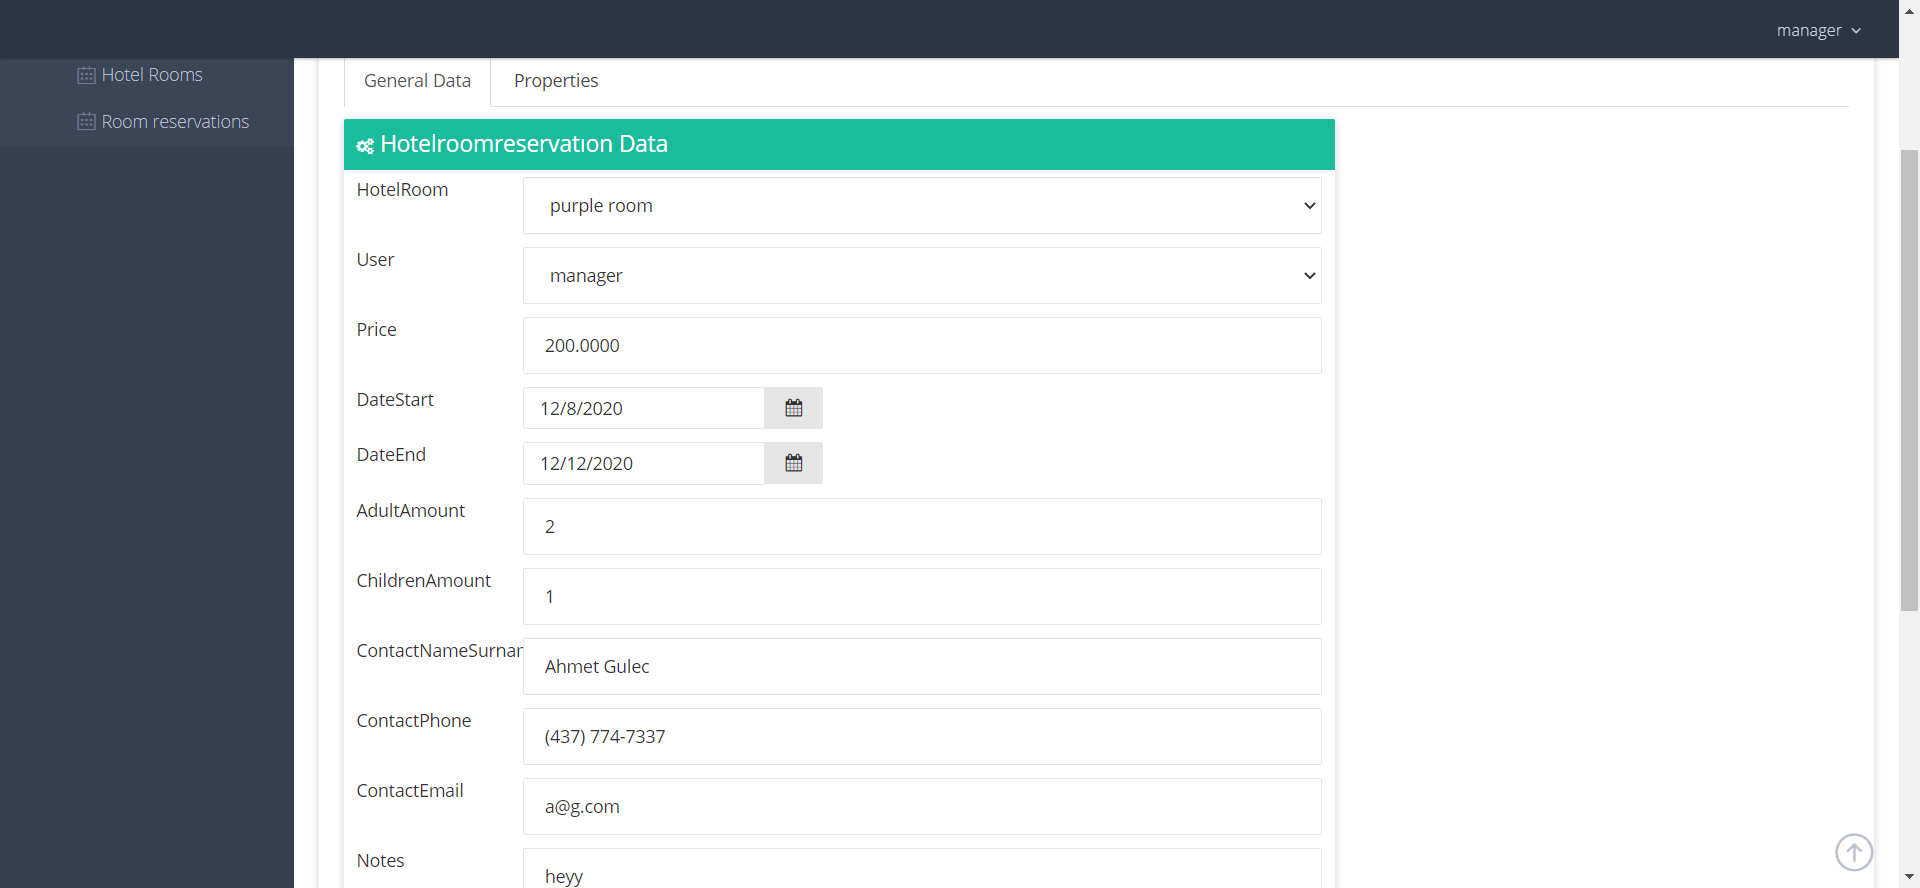 manager
Hotel Rooms
Room reservations
General Data
Properties
Hotelroomreservatıon Data
HotelRoom
purple room
User
manager
Price
200.0000
DateStart
12/8/2020
DateEnd
12/12/2020
AdultAmount
2
ChildrenAmount
1
ContactNameSurnar
Ahmet Gulec
ContactPhone
(437) 774-7337
ContactEmail
a@g.com
Notes
heyy